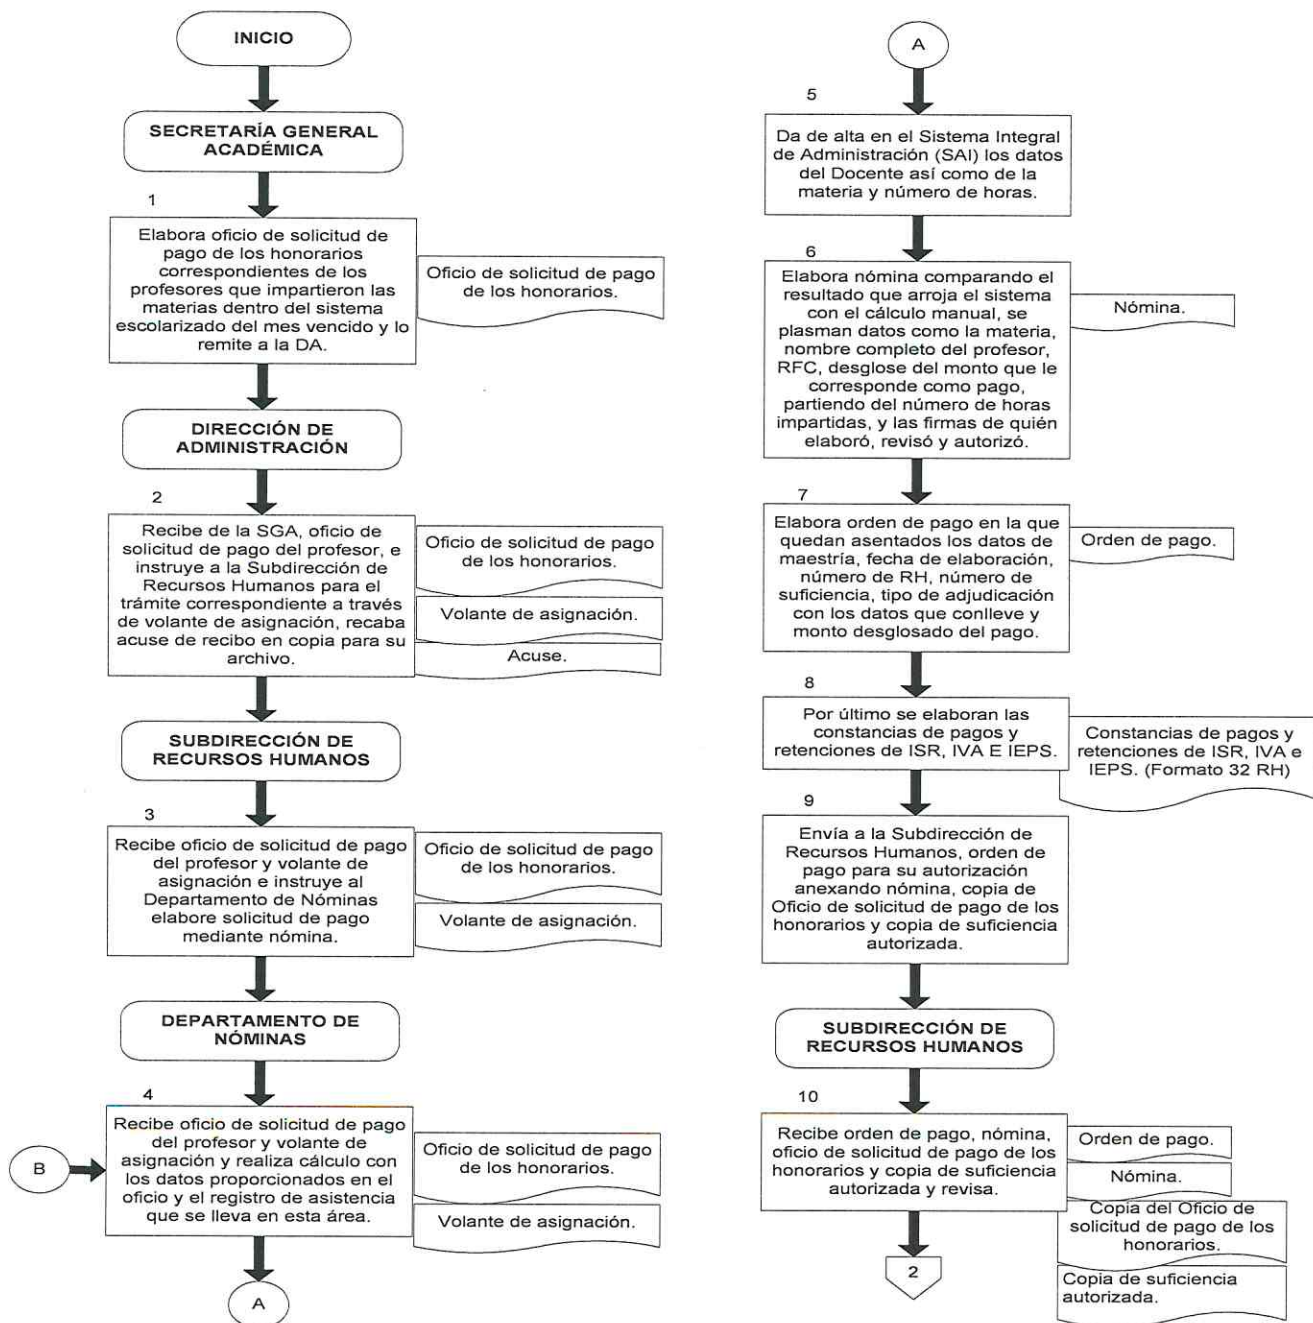 INICIO
SECRETARÍA GENERAL
ACADÉMICA
1
Elabora oficio de solicitud de
pago de los honorarios
correspondientes de los
profesores que impartieron las
materias dentro del sistema
escolarizado del mes vencido y lo
remite a la DA.
Oficio de solicitud de pago
de los honorarios.
DIRECCIÓN DE
ADMINISTRACIÓN
2
Recibe de la SGA, oficio de
solicitud de pago del profesor, e
instruye a la Subdirección de
Recursos Humanos para el
trámite correspondiente a través
de volante de asignación, recaba
acuse de recibo en copia para su
archivo.
Oficio de solicitud de pago
de los honorarios.
Volante de asignación.
Acuse.
SUBDIRECCIÓN DE
RECURSOS HUMANOS
3
Recibe oficio de solicitud de pago
del profesor y volante de
asignación e instruye al
Departamento de Nóminas
elabore solicitud de pago
mediante nómina.
Oficio de solicitud de pago
de los honorarios.
Volante de asignación.
DEPARTAMENTO DE
NÓMINAS
4
B
Recibe oficio de solicitud de pago
del profesor y volante de
asignación y realiza cálculo con
los datos proporcionados en el
oficio y el registro de asistencia
que se lleva en esta área.
Oficio de solicitud de pago
de los honorarios.
Volante de asignación.
A
A
5
Da de alta en el Sistema Integral
de Administración (SAI) los datos
del Docente así como de la
materia y número de horas.
6
Elabora nómina comparando el
resultado que arroja el sistema
con el cálculo manual, se
plasman datos como la materia,
nombre completo del profesor,
RFC, desglose del monto que le
corresponde como pago,
partiendo del número de horas
impartidas, y las firmas de quién
elaboró, revisó y autorizó.
Nómina.
7
Elabora orden de pago en la que
quedan asentados los datos de
maestría, fecha de elaboración,
número de RH, número de
suficiencia, tipo de adjudicación
con los datos que conlleve y
monto desglosado del pago.
Orden de pago.
8
Por último se elaboran las
constancias de pagos y
retenciones de ISR, IVA E IEPS.
Constancias de pagos y
retenciones de ISR, IVA e
IEPS. (Formato 32 RH)
9
Envía a la Subdirección de
Recursos Humanos, orden de
pago para su autorización
anexando nómina, copia de
Oficio de solicitud de pago de los
honorarios y copia de suficiencia
autorizada.
SUBDIRECCIÓN DE
RECURSOS HUMANOS
10
Recibe orden de pago, nómina,
oficio de solicitud de pago de los
honorarios y copia de suficiencia
autorizada y revisa.
Orden de pago.
Nómina.
Copia del Oficio de
solicitud de pago de los
honorarios.
Copia de suficiencia
autorizada.
2